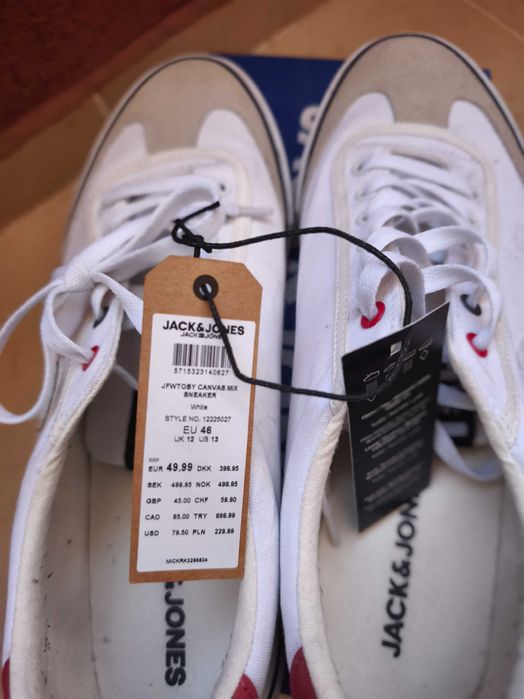 JACK&JONES
JACK&JONES
5715323140627
JFWTOBY CANVAS MIX
SNEAKER
White
STYLE NO. 12225027
EU 46
UK 12 US 13
RRP
EUR 49.99 DKK 399.95
SEK 499.95 NOK 499.95
GBP 45.00 CHF 59.90
CAD 85.00 TRY 899.99
USD 79.50 PLN 229.99
MICKRK3286604
&JONES
JACK&JONES